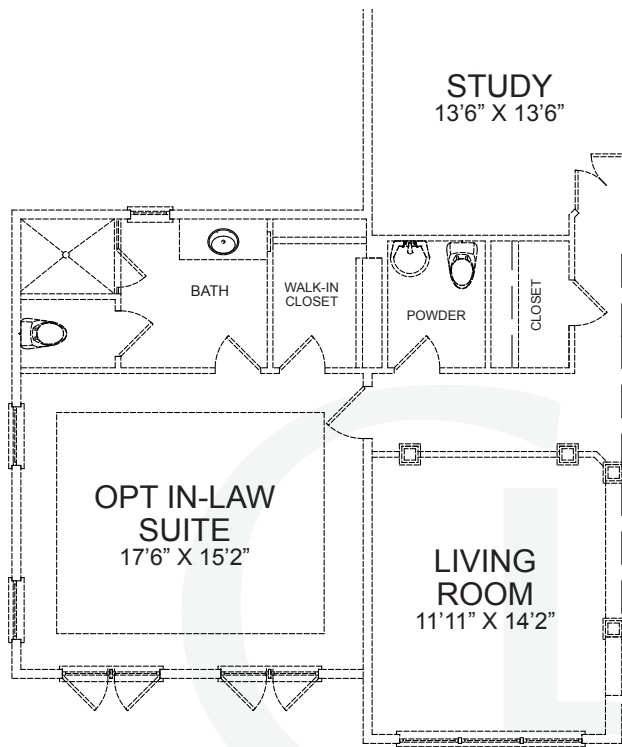 STUDY
13’6” X 13’6”
BATH
WALK-IN
CLOSET
POWDER
CLOSET
OPT IN-LAW
SUITE
17’6” X 15’2”
LIVING
ROOM
11’11” X 14’2”